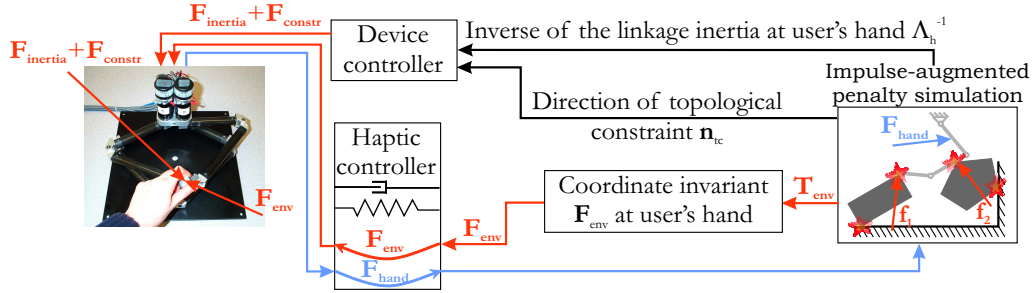 F_inertia+F_constr
F_inertia+F_constr
F_env
Device
controller
Inverse of the linkage inertia at user's hand Λ_h^-1
Direction of topological
constraint n_tc
Impulse-augmented
penalty simulation
F_hand
f_1
f_2
T_env
Coordinate invariant
F_env at user's hand
F_env
Haptic
controller
F_env
F_hand